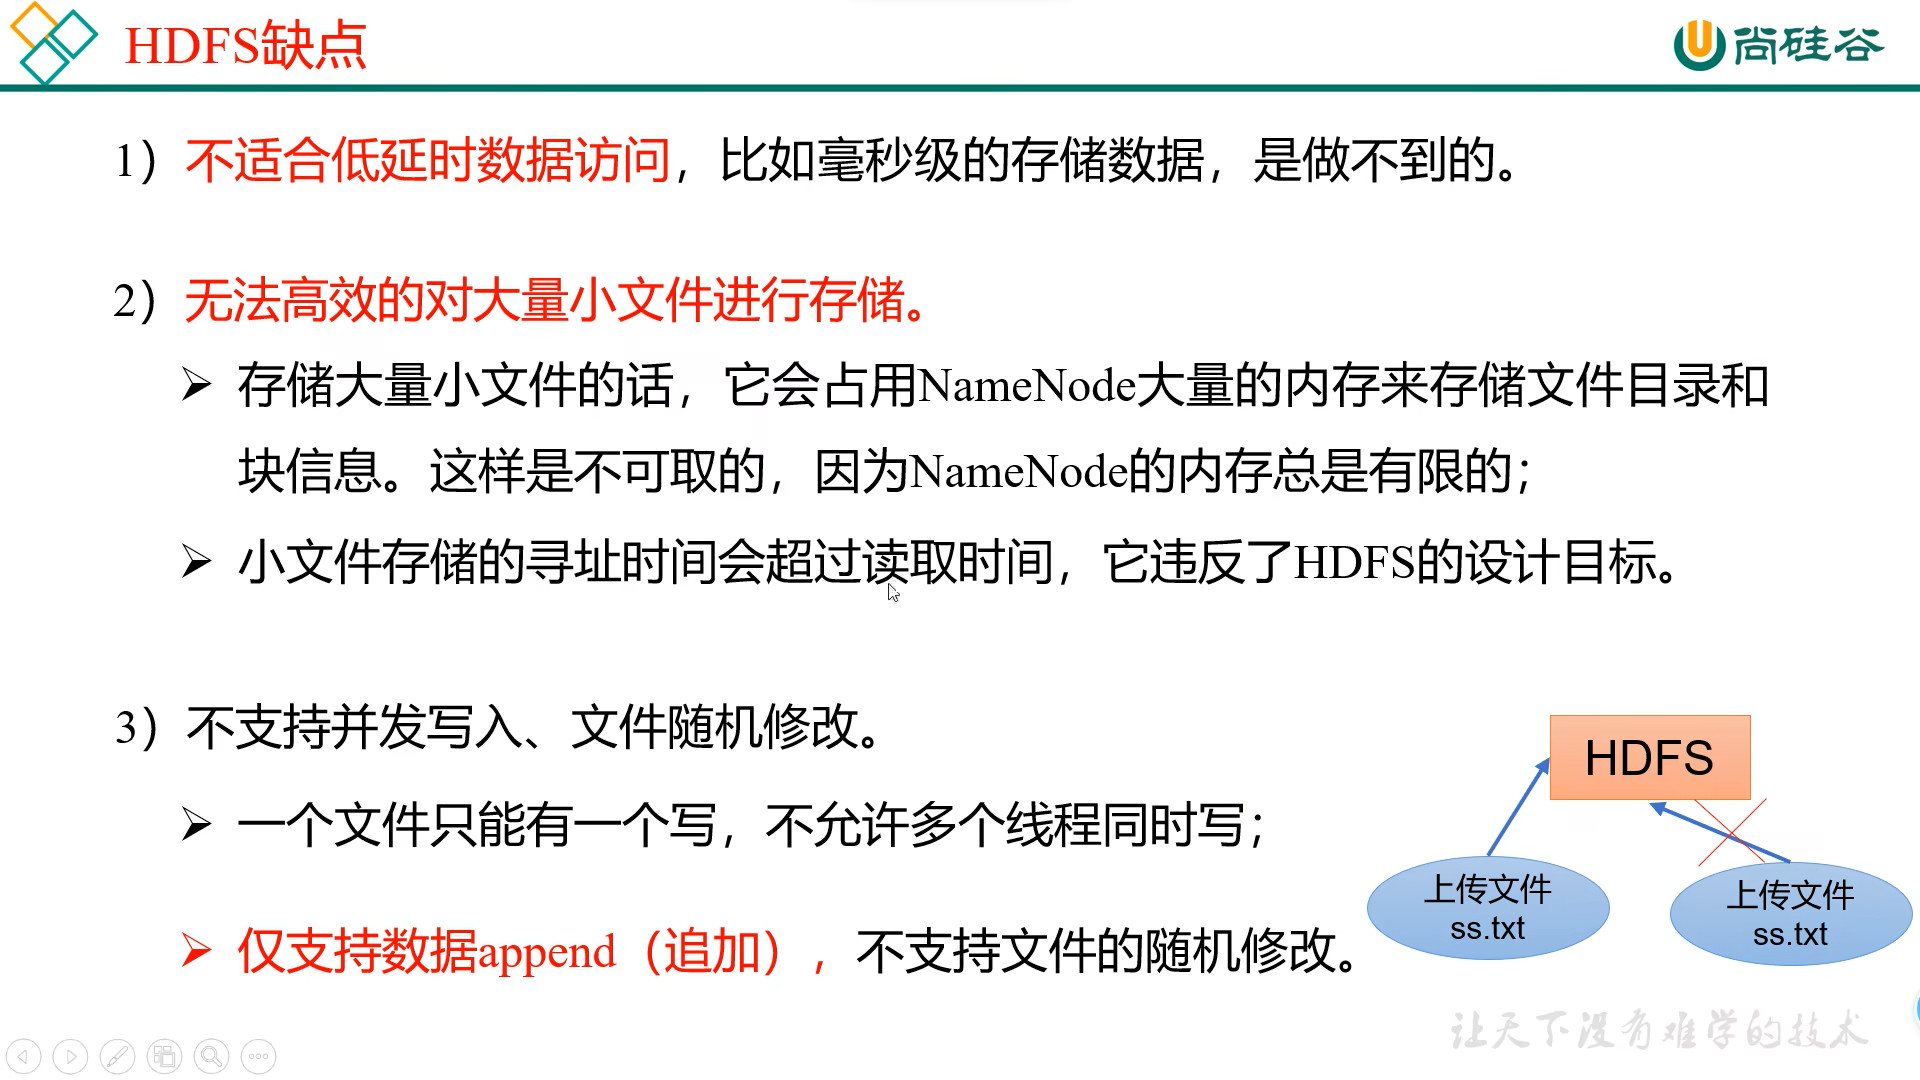 HDFS缺点
尚硅谷
1）不适合低延时数据访问，比如毫秒级的存储数据，是做不到的。
2）无法高效的对大量小文件进行存储。
存储大量小文件的话，它会占用NameNode大量的内存来存储文件目录和
块信息。这样是不可取的，因为NameNode的内存总是有限的；
小文件存储的寻址时间会超过读取时间，它违反了HDFS的设计目标。
3）不支持并发写入、文件随机修改。
一个文件只能有一个写，不允许多个线程同时写；
仅支持数据append（追加），不支持文件的随机修改。
HDFS
上传文件
ss.txt
上传文件
ss.txt
让天下没有难学的技术